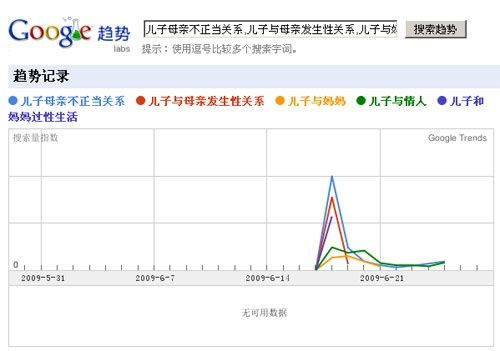 Google 趋势
labs
儿子母亲不正当关系,儿子与母亲发生性关系,儿子与 搜索趋势
提示：使用逗号比较多个搜索字词。
趋势记录
儿子母亲不正当关系 儿子与母亲发生性关系 儿子与妈妈 儿子与情人 儿子和
妈妈过性生活
搜索量指数 Google Trends
0
2009-5-31 2009-6-7 2009-6-14 2009-6-21
无可用数据